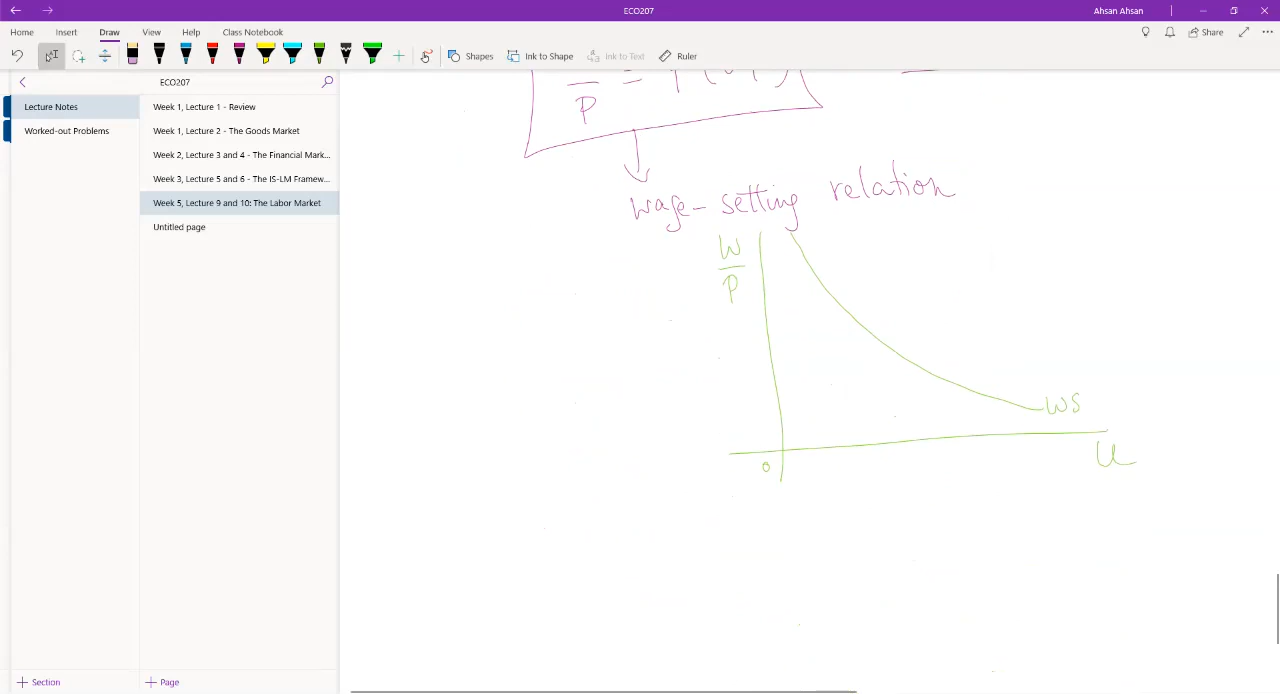 ECO207
Ahsan Ahsan
Home Insert Draw View Help Class Notebook
Share
Shapes Ink to Shape Ink to Text Ruler
ECO207
Lecture Notes
Worked-out Problems
Week 1, Lecture 1 - Review
Week 1, Lecture 2 - The Goods Market
Week 2, Lecture 3 and 4 - The Financial Mark...
Week 3, Lecture 5 and 6 - The IS-LM Framew...
Week 5, Lecture 9 and 10: The Labor Market
Untitled page
P =
wage-setting relation
W
P
WS
0
u
+ Section
+ Page